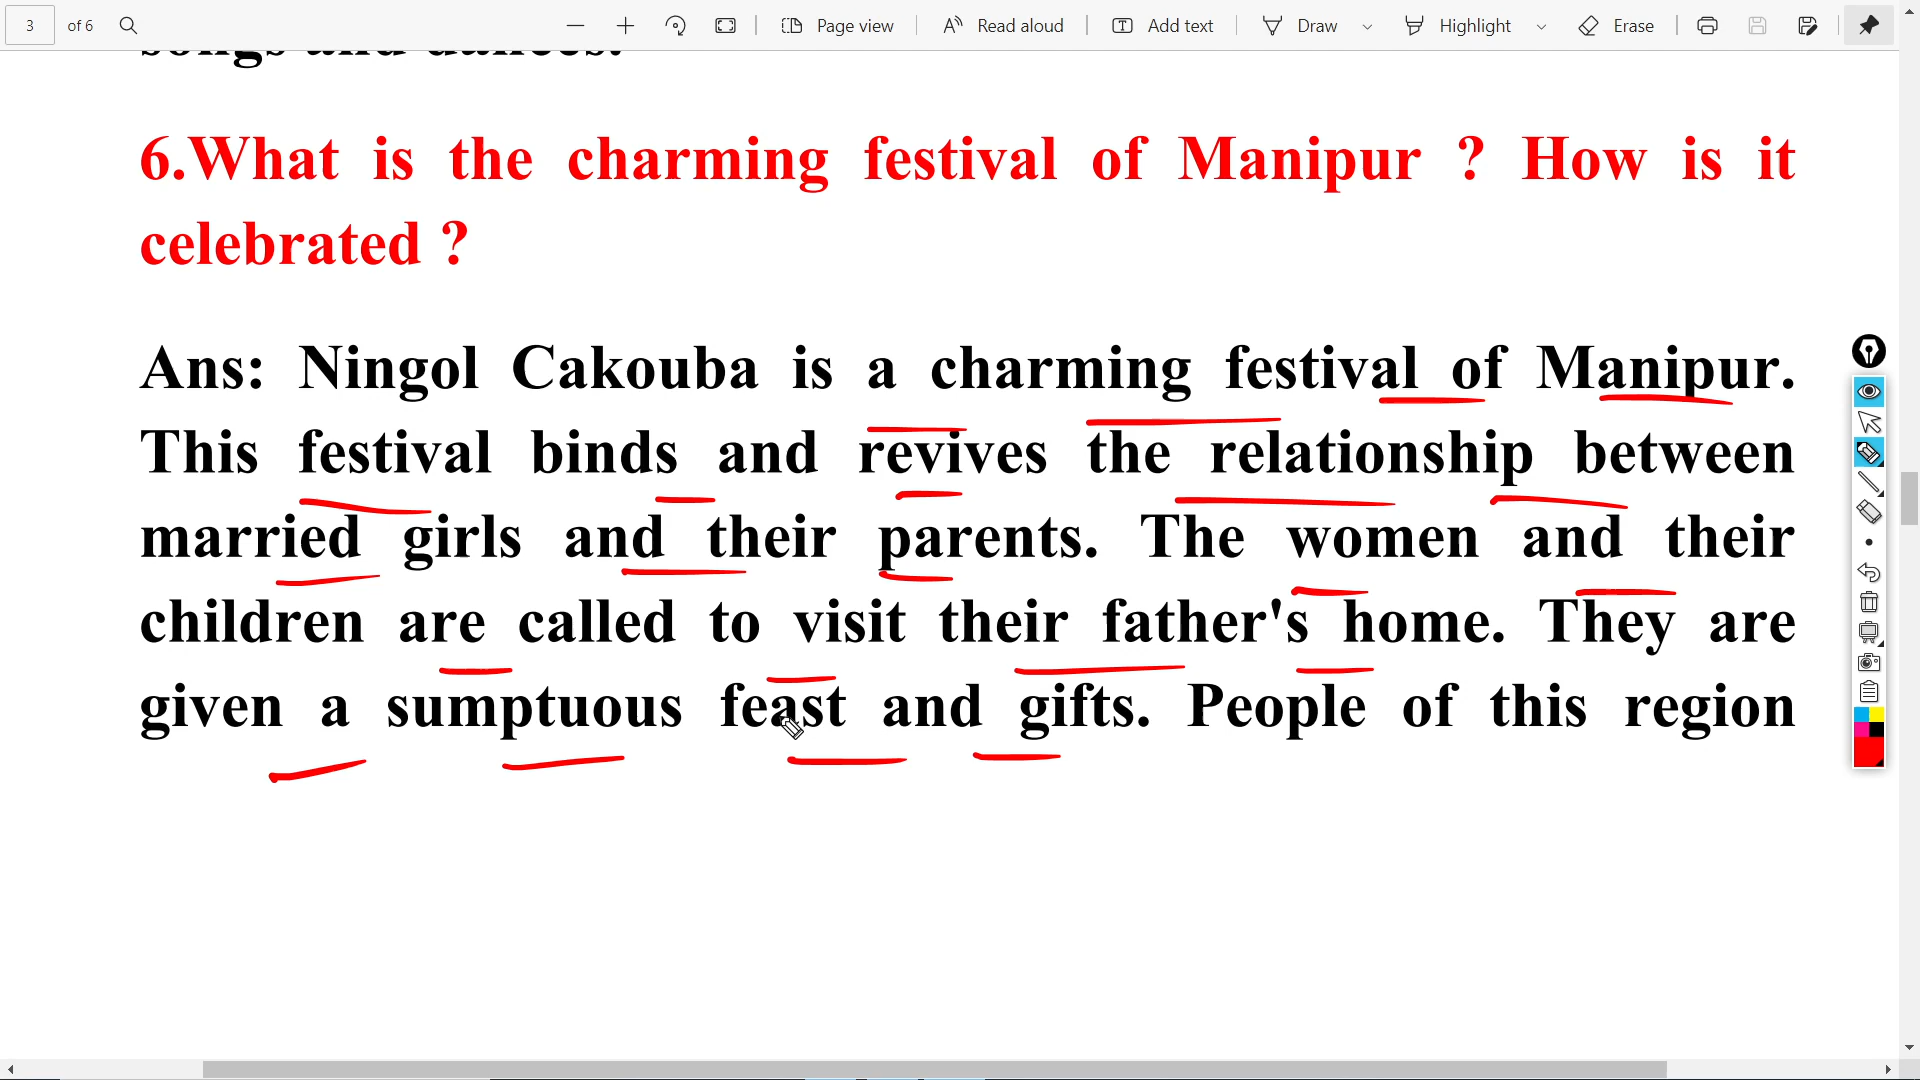 3 of 6 Page view Read aloud Add text Draw Highlight Erase
songs and dances.
6.What is the charming festival of Manipur ? How is it
celebrated ?
Ans: Ningol Cakouba is a charming festival of Manipur.
This festival binds and revives the relationship between
married girls and their parents. The women and their
children are called to visit their father's home. They are
given a sumptuous feast and gifts. People of this region